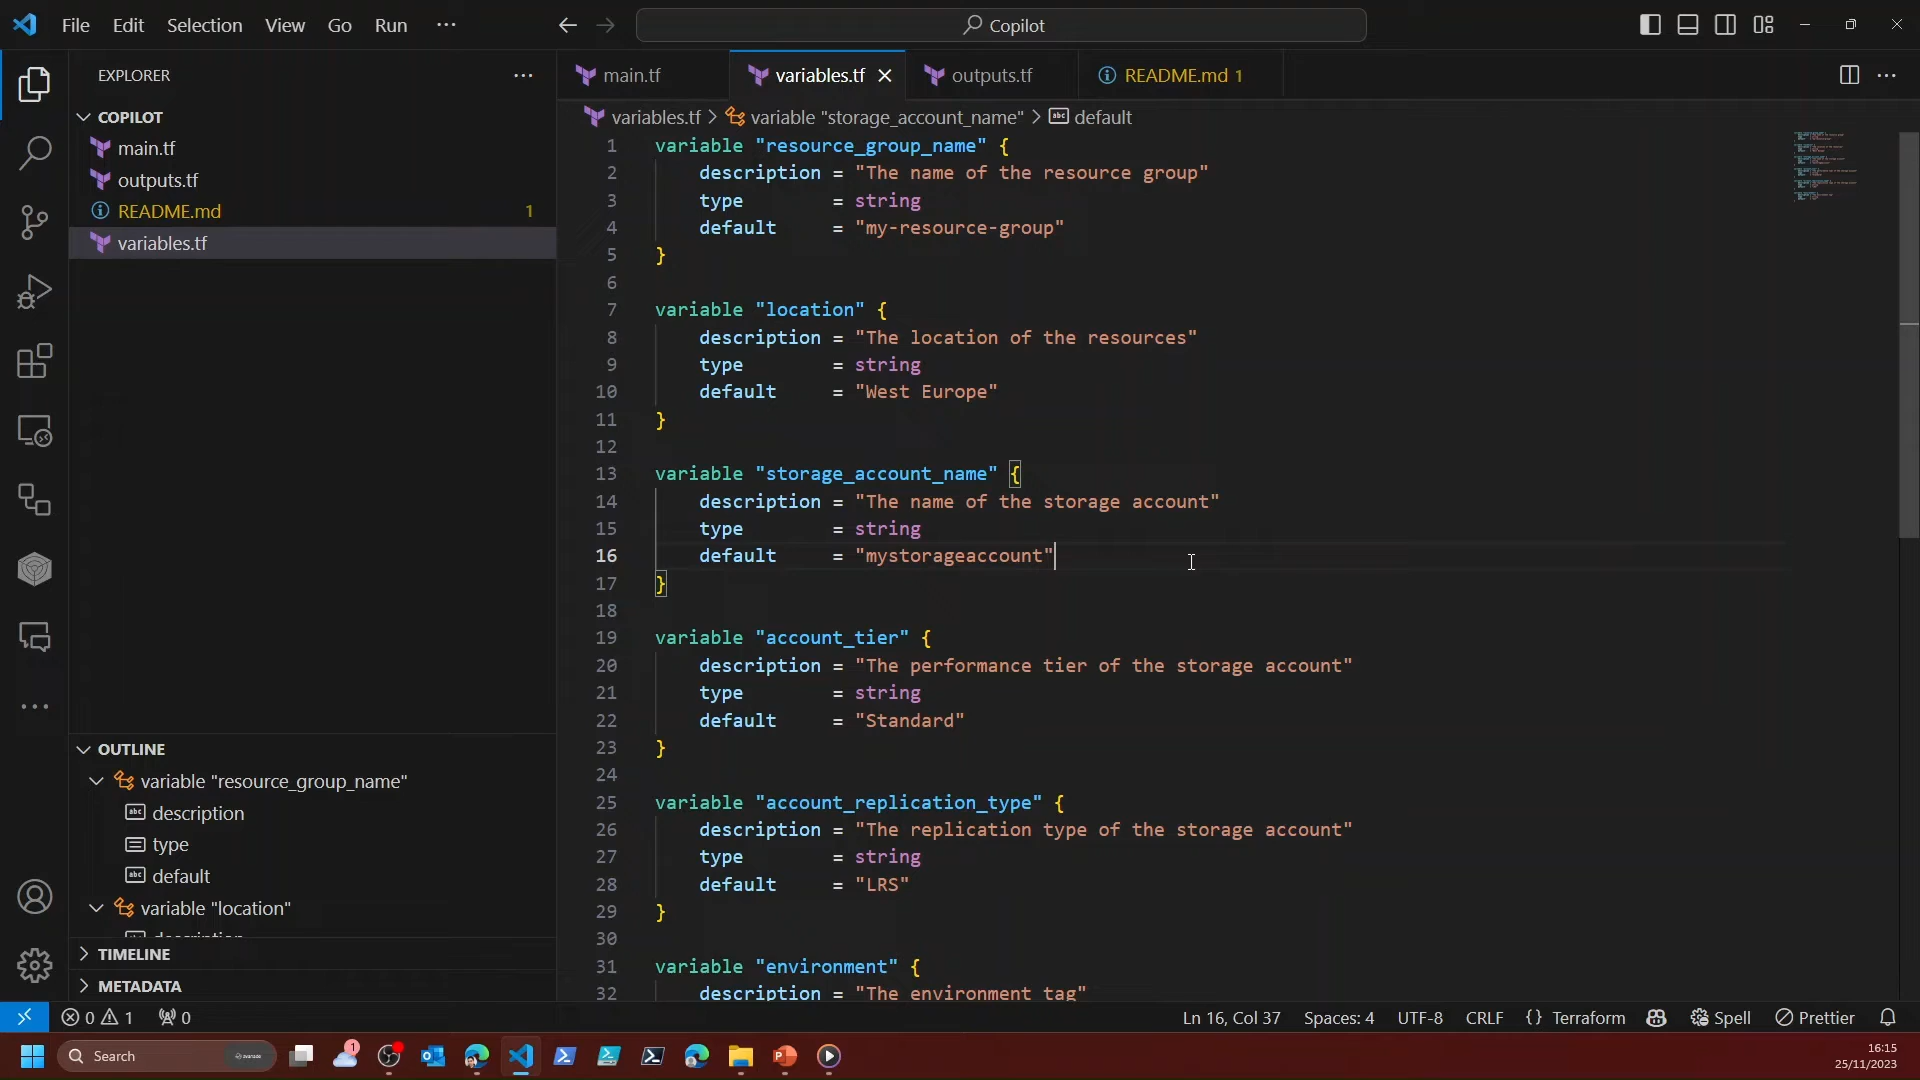 File Edit Selection View Go Run ···
Copilot
EXPLORER ···
COPILOT
main.tf
outputs.tf
README.md 1
variables.tf
OUTLINE
variable "resource_group_name"
description
type
default
variable "location"
TIMELINE
METADATA
main.tf variables.tf outputs.tf README.md 1
variables.tf > variable "storage_account_name" > default
1 variable "resource_group_name" {
2 description = "The name of the resource group"
3 type = string
4 default = "my-resource-group"
5 }
6
7 variable "location" {
8 description = "The location of the resources"
9 type = string
10 default = "West Europe"
11 }
12
13 variable "storage_account_name" {
14 description = "The name of the storage account"
15 type = string
16 default = "mystorageaccount"
17 }
18
19 variable "account_tier" {
20 description = "The performance tier of the storage account"
21 type = string
22 default = "Standard"
23 }
24
25 variable "account_replication_type" {
26 description = "The replication type of the storage account"
27 type = string
28 default = "LRS"
29 }
30
31 variable "environment" {
32 description = "The environment tag"
0 1 0
Ln 16, Col 37 Spaces: 4 UTF-8 CRLF {} Terraform Spell Prettier
Search
1
16:15
25/11/2023